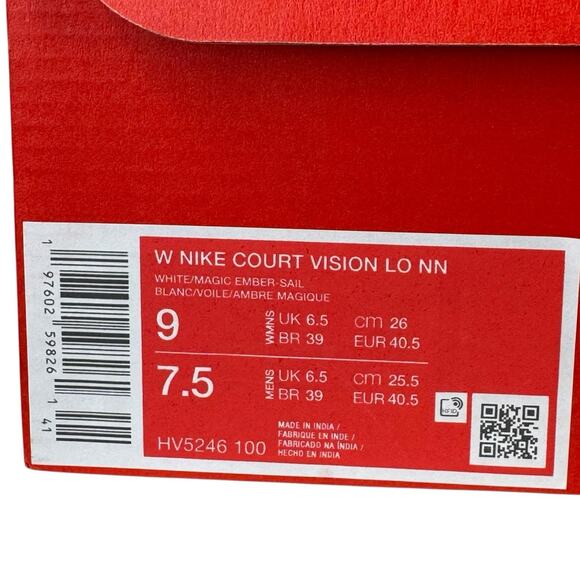 W NIKE COURT VISION LO NN
WHITE/MAGIC EMBER-SAIL
BLANC/VOILE/AMBRE MAGIQUE
9 WMNS UK 6.5 cm 26
BR 39 EUR 40.5
7.5 MENS UK 6.5 cm 25.5
BR 39 EUR 40.5
HV5246 100
MADE IN INDIA /
FABRIQUE EN INDE /
FABRICADO NA ÍNDIA /
HECHO EN INDIA
1 97602 59826 1 41